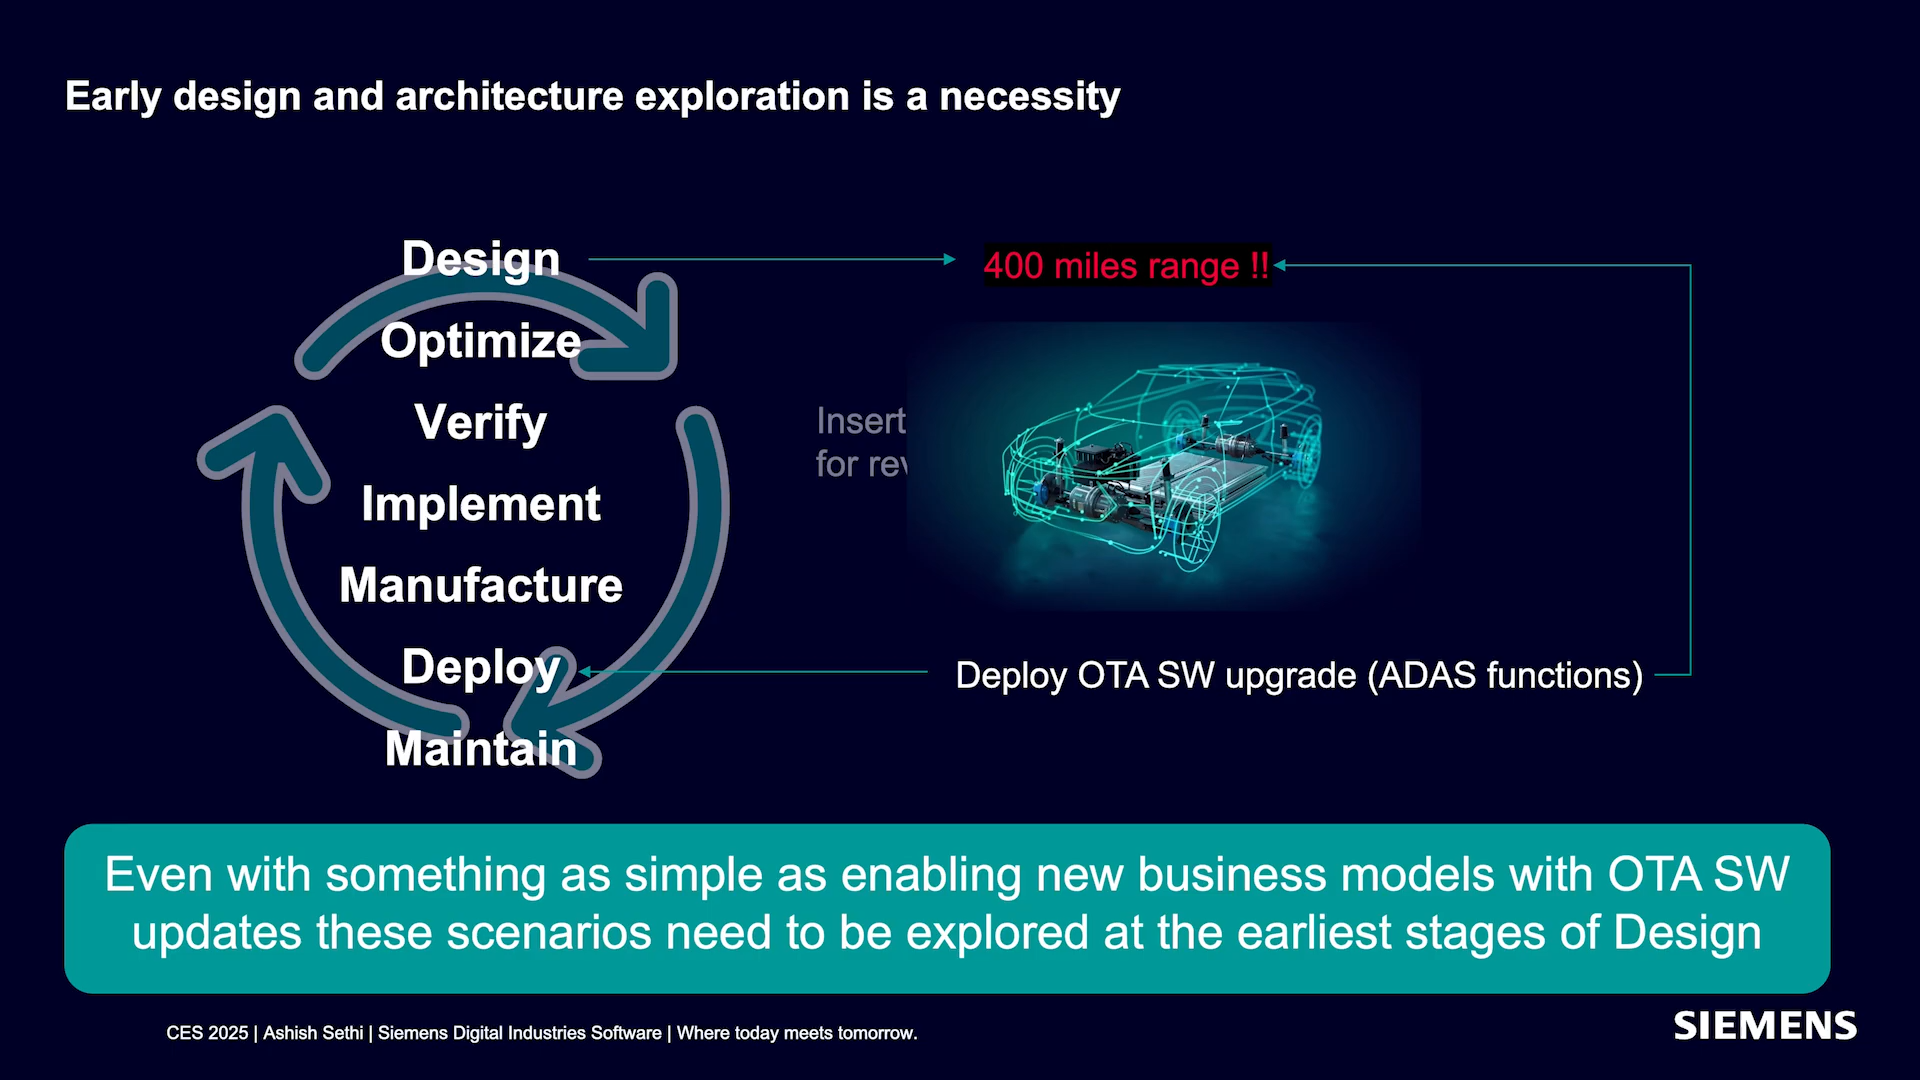 Early design and architecture exploration is a necessity
Design
Optimize
Verify
Implement
Manufacture
Deploy
Maintain
400 miles range !!
Insert
for rev
Deploy OTA SW upgrade (ADAS functions)
Even with something as simple as enabling new business models with OTA SW
updates these scenarios need to be explored at the earliest stages of Design
CES 2025 | Ashish Sethi | Siemens Digital Industries Software | Where today meets tomorrow.
SIEMENS